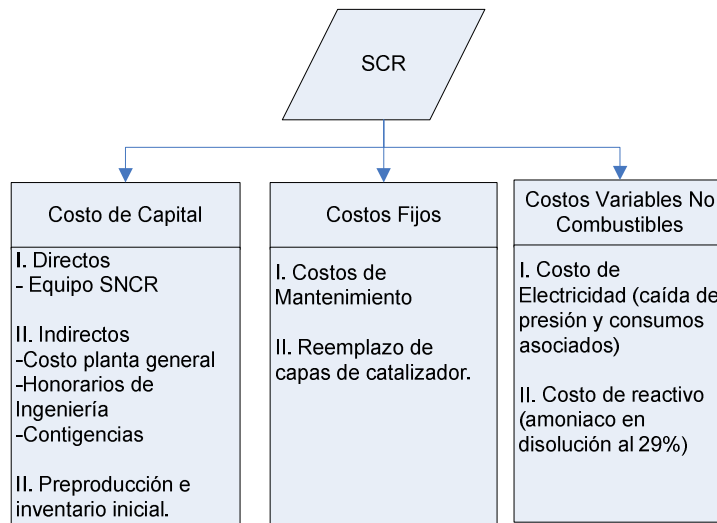 SCR
Costo de Capital
I. Directos
- Equipo SNCR
II. Indirectos
-Costo planta general
-Honorarios de
Ingeniería
-Contigencias
II. Preproducción e
inventario inicial.
Costos Fijos
I. Costos de
Mantenimiento
II. Reemplazo de
capas de catalizador.
Costos Variables No
Combustibles
I. Costo de
Electricidad (caída de
presión y consumos
asociados)
II. Costo de reactivo
(amoniaco en
disolución al 29%)